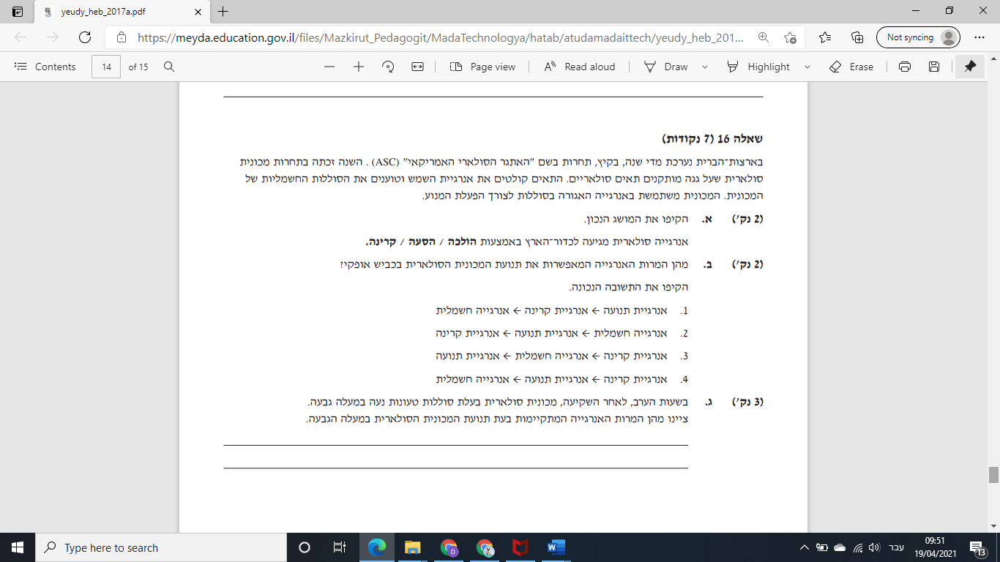 yeudy_heb_2017a.pdf
https://meyda.education.gov.il/files/Mazkirut_Pedagogit/MadaTechnologya/hatab/atudamadaittech/yeudy_heb_201...
Not syncing
Contents 14 of 15 Page view Read aloud Draw Highlight Erase
שאלה 16 (7 נקודות)
בארצות־הברית נערכת מדי שנה, בקיץ, תחרות בשם "האתגר הסולארי האמריקאי" (ASC) . השנה זכתה בתחרות מכונית
סולארית שעל גגה מותקנים תאים סולאריים. התאים קולטים את אנרגיית השמש וטוענים את הסוללות החשמליות של
המכונית. המכונית משתמשת באנרגייה האגורה בסוללות לצורך הפעלת המנוע.
(2 נק') א. הקיפו את המושג הנכון.
אנרגייה סולארית מגיעה לכדור־הארץ באמצעות הולכה / הסעה / קרינה.
(2 נק') ב. מהן המרות האנרגייה המאפשרות את תנועת המכונית הסולארית בכביש אופקי?
הקיפו את התשובה הנכונה.
1. אנרגיית תנועה ← אנרגיית קרינה ← אנרגייה חשמלית
2. אנרגייה חשמלית ← אנרגיית תנועה ← אנרגיית קרינה
3. אנרגיית קרינה ← אנרגייה חשמלית ← אנרגיית תנועה
4. אנרגיית קרינה ← אנרגיית תנועה ← אנרגייה חשמלית
(3 נק') ג. בשעות הערב, לאחר השקיעה, מכונית סולארית בעלת סוללות טעונות נעה במעלה גבעה.
ציינו מהן המרות האנרגייה המתקיימות בעת תנועת המכונית הסולארית במעלה הגבעה.
Type here to search
עבר
09:51
19/04/2021
13